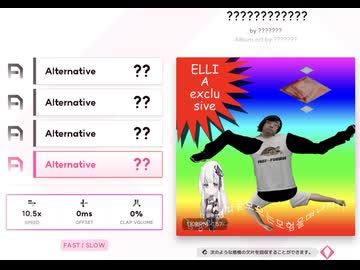 ????????????
by ???????
Album art by ???????
Alternative ??
Alternative ??
Alternative ??
Alternative ??
ELLI
A
exclu
sive
10.5x
SPEED
0ms
OFFSET
0%
CLAP VOLUME
FAST / SLOW
次のような感情の欠片を回収することができます。